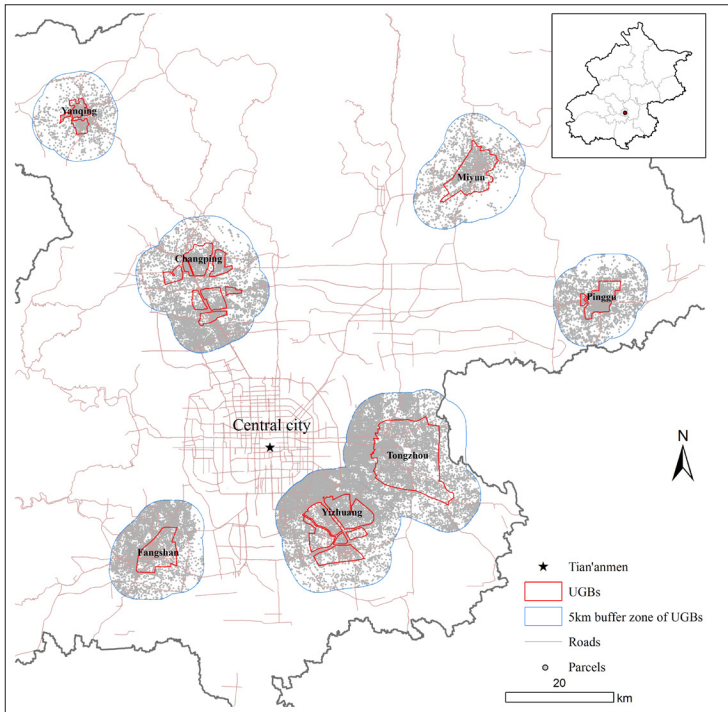 Yanqing
Miyun
Changping
Pinggu
Central city
Tongzhou
N
Yizhuang
Fangshan
Tian'anmen
UGBs
5km buffer zone of UGBs
Roads
Parcels
20
km